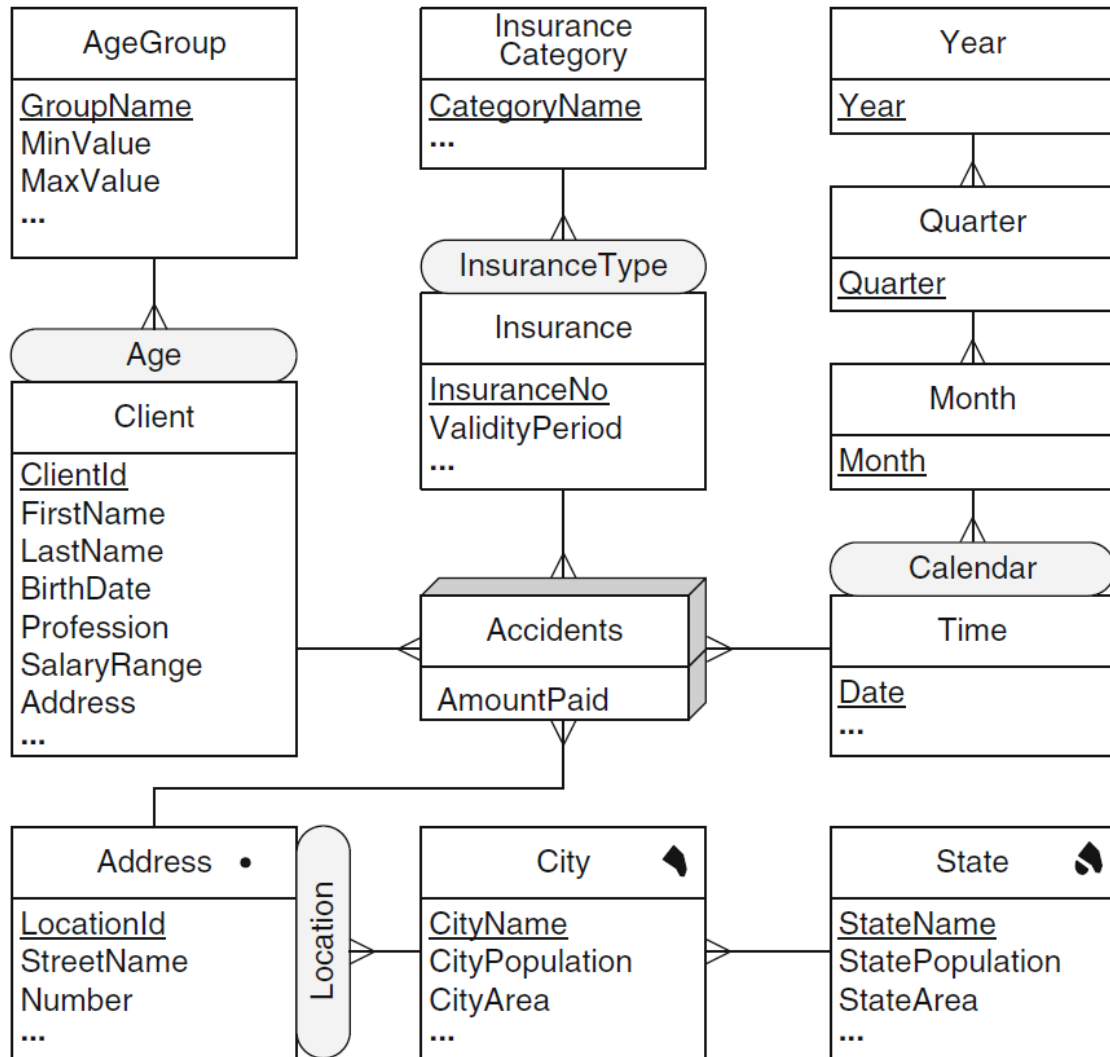 AgeGroup
GroupName
MinValue
MaxValue
...
Age
Client
ClientId
FirstName
LastName
BirthDate
Profession
SalaryRange
Address
...
Insurance
Category
CategoryName
...
InsuranceType
Insurance
InsuranceNo
ValidityPeriod
...
Accidents
AmountPaid
Year
Year
Quarter
Quarter
Month
Month
Calendar
Time
Date
...
Address
LocationId
StreetName
Number
...
Location
City
CityName
CityPopulation
CityArea
...
State
StateName
StatePopulation
StateArea
...